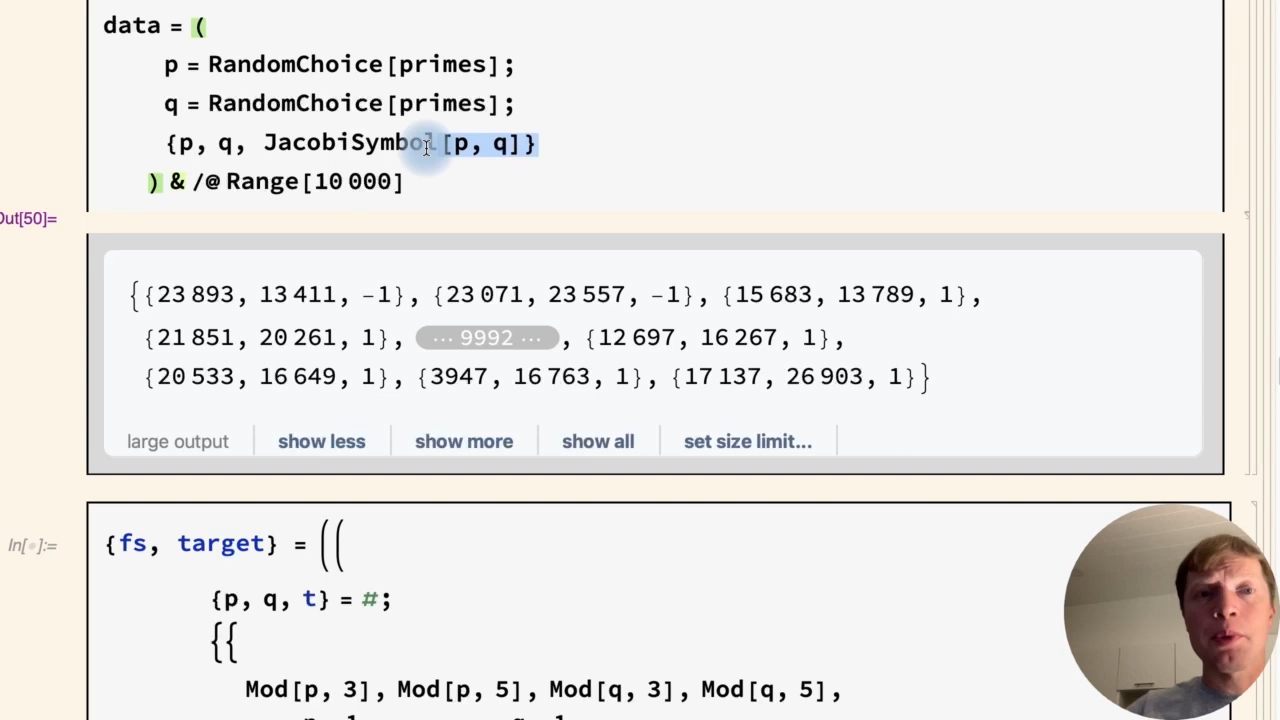 data = (
p = RandomChoice[primes];
q = RandomChoice[primes];
{p, q, JacobiSymbol[p, q]}
) & /@ Range[10 000]
Out[50]=
{{23 893, 13 411, -1}, {23 071, 23 557, -1}, {15 683, 13 789, 1},
{21 851, 20 261, 1}, ⋯ 9992 ⋯, {12 697, 16 267, 1},
{20 533, 16 649, 1}, {3947, 16 763, 1}, {17 137, 26 903, 1}}
large output show less show more show all set size limit...
In[]:=
{fs, target} = ((
{p, q, t} = #;
{{
Mod[p, 3], Mod[p, 5], Mod[q, 3], Mod[q, 5],